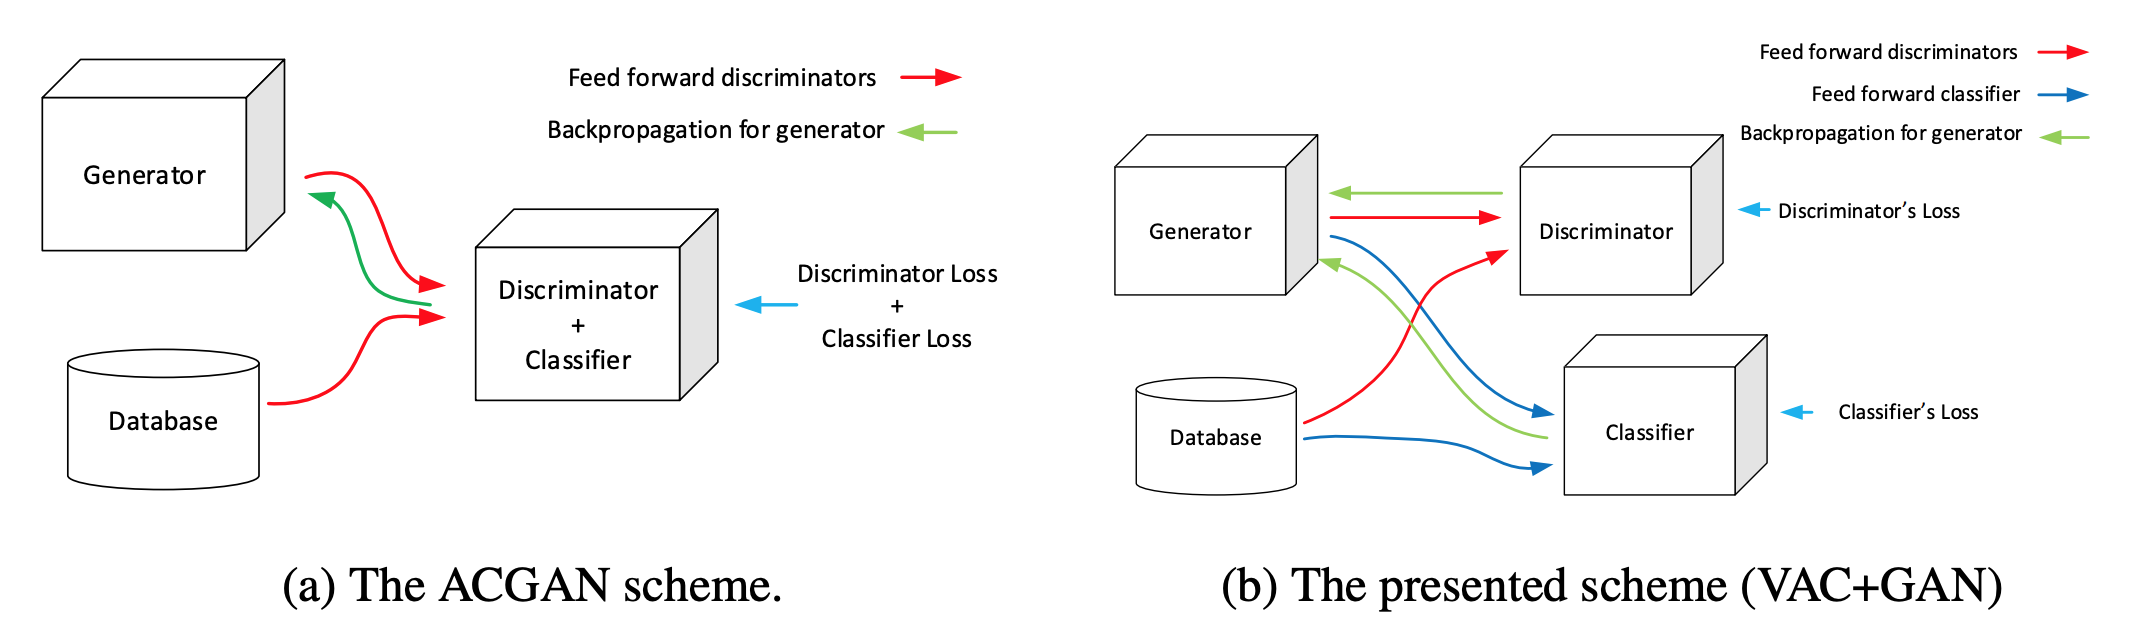 Feed forward discriminators
Backpropagation for generator
Generator
Discriminator
+
Classifier
Discriminator Loss
+
Classifier Loss
Database
(a) The ACGAN scheme.
Feed forward discriminators
Feed forward classifier
Backpropagation for generator
Generator
Discriminator
Discriminator’s Loss
Database
Classifier
Classifier’s Loss
(b) The presented scheme (VAC+GAN)